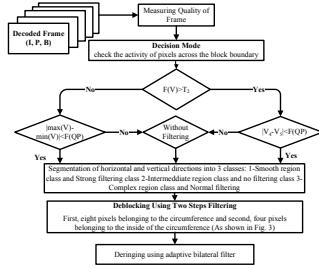 Decoded Frame
(I, P, B)
Measuring Quality of
Frame
Decision Mode
check the activity of pixels across the block boundary
F(V)>T₂
No
Yes
|max(V)-
min(V)|<F(QP)
No
Without
Filtering
No
|V₄-V₅|<F(QP)
Yes
Yes
Segmentation of horizontal and vertical directions into 3 classes: 1-Smooth region
class and Strong filtering class 2-Intermeddiate region class and no filtering class 3-
Complex region class and Normal filtering
Deblocking Using Two Steps Filtering
First, eight pixels belonging to the circumference and second, four pixels
belonging to the inside of the circumference (As shown in Fig. 3)
Deringing using adaptive bilateral filter